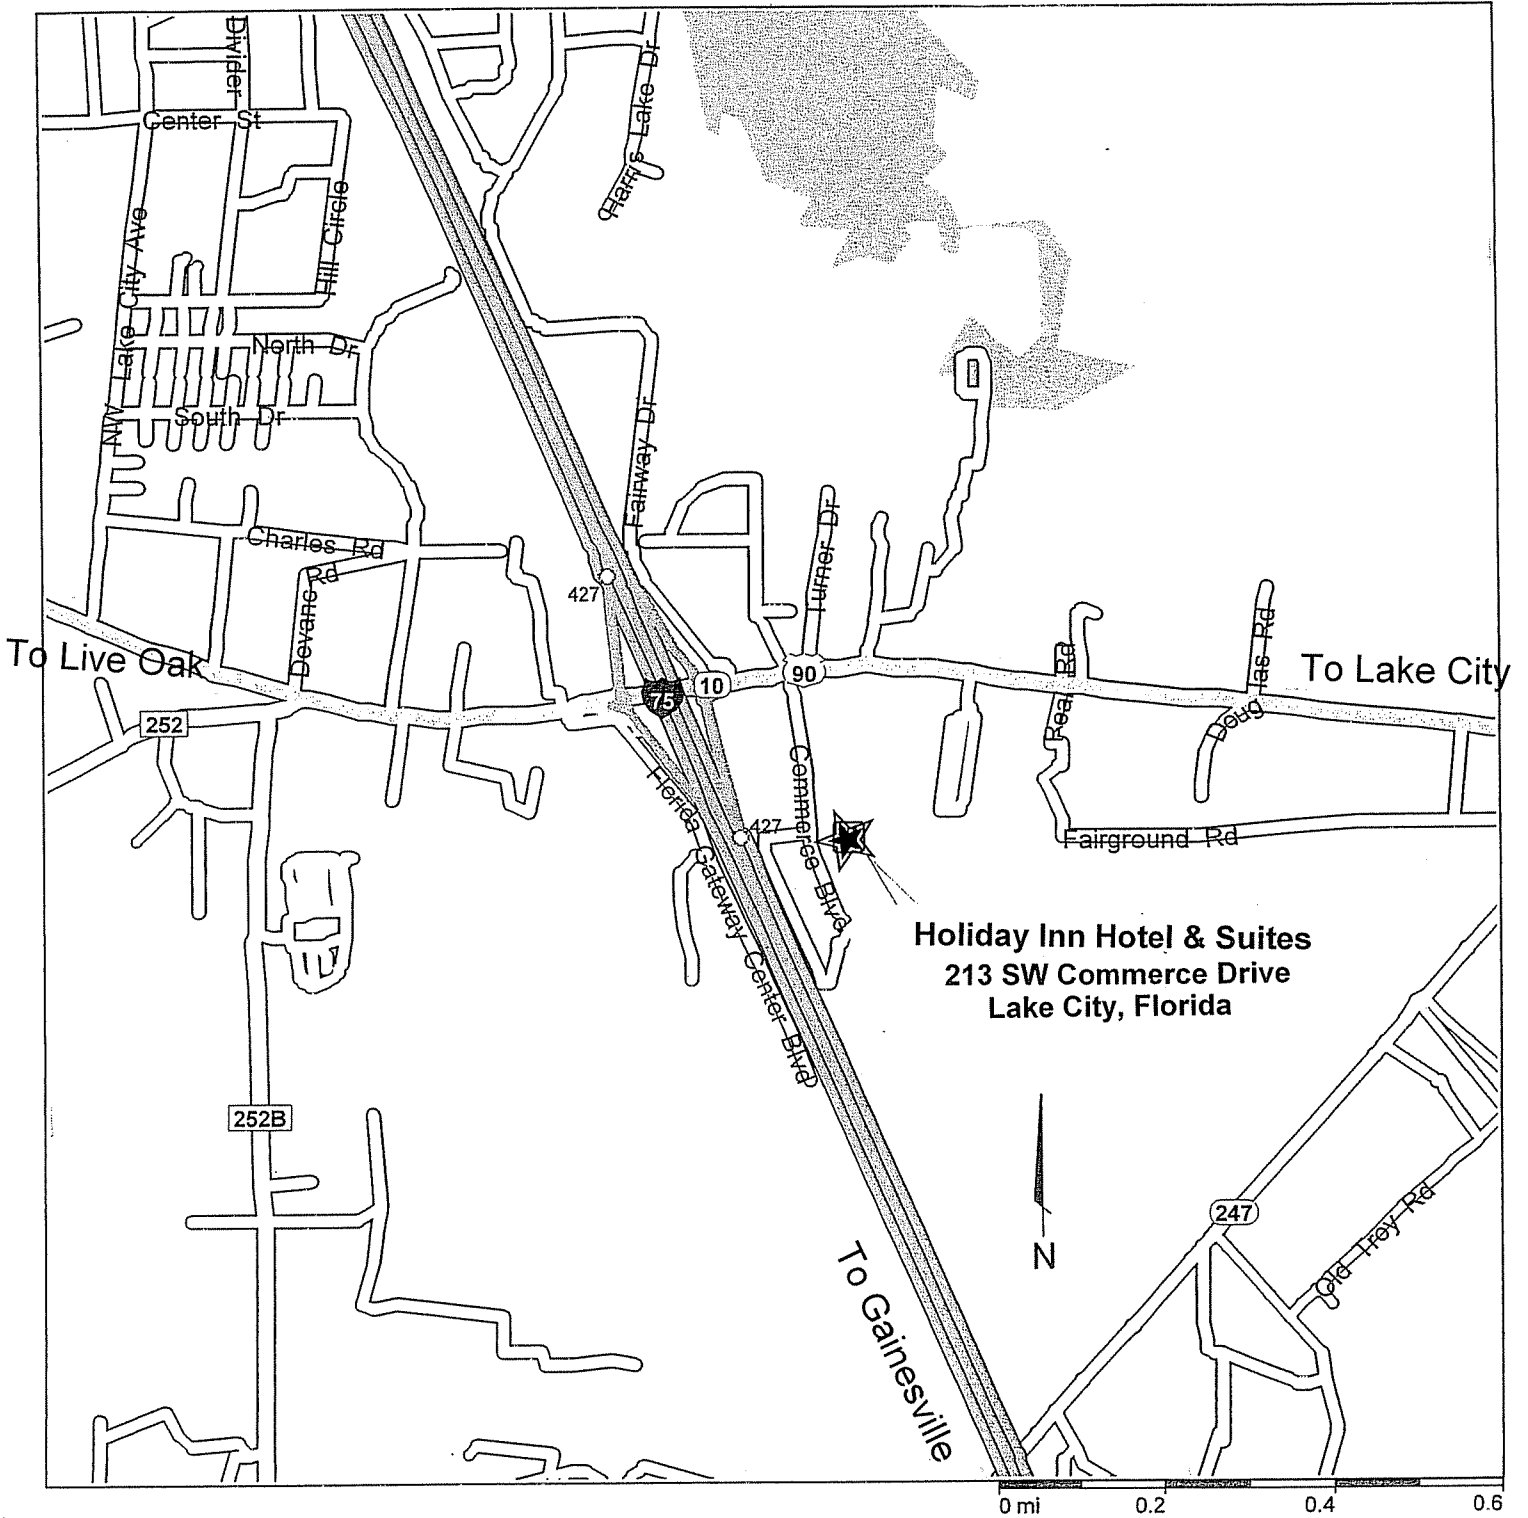 Divider
Center St
Harris Lake Dr
Hill Circle
NW Lake City Ave
North Dr
South Dr
Fairway Dr
Turner Dr
Charles Rd
Devane Rd
427
To Live Oak
To Lake City
75
10
90
252
Douglas Rd
Florida Gateway Center Blvd
Commerce Blvd
427
Fairground Rd
Holiday Inn Hotel & Suites
213 SW Commerce Drive
Lake City, Florida
252B
N
247
Old Troy Rd
To Gainesville
0 mi 0.2 0.4 0.6